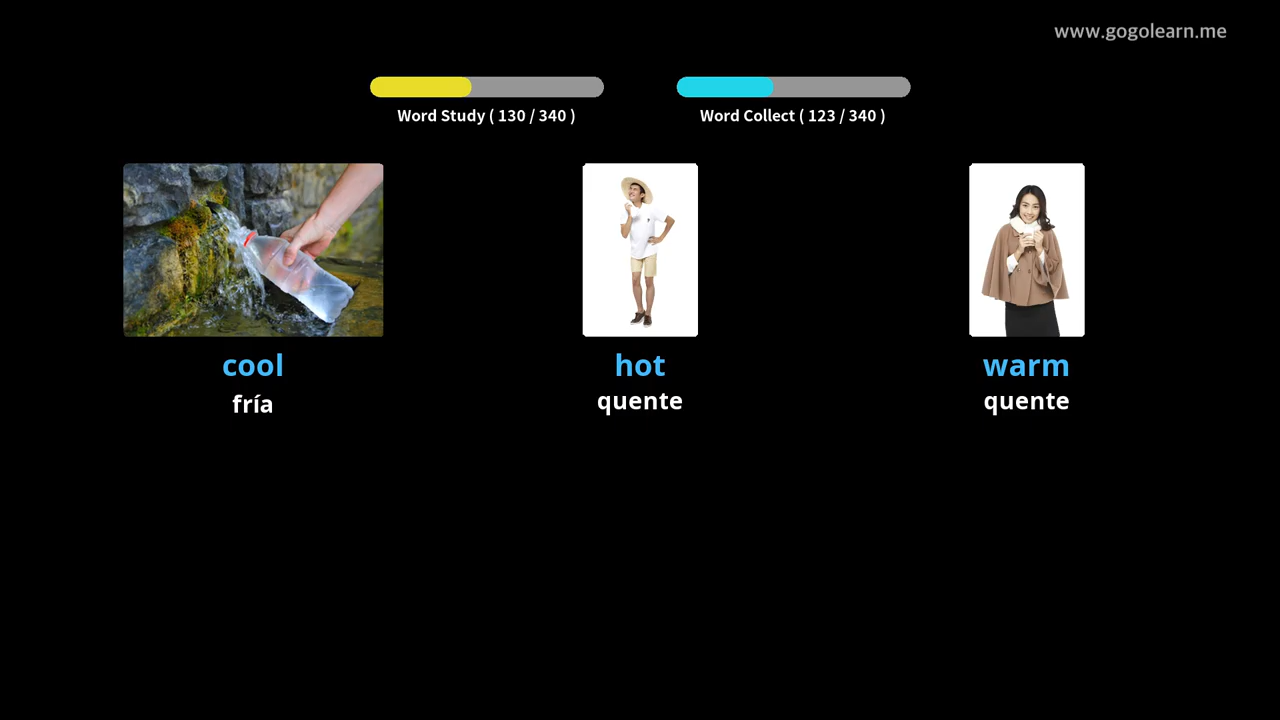 www.gogolearn.me
Word Study ( 130 / 340 )
Word Collect ( 123 / 340 )
cool
hot
warm
fría
quente
quente